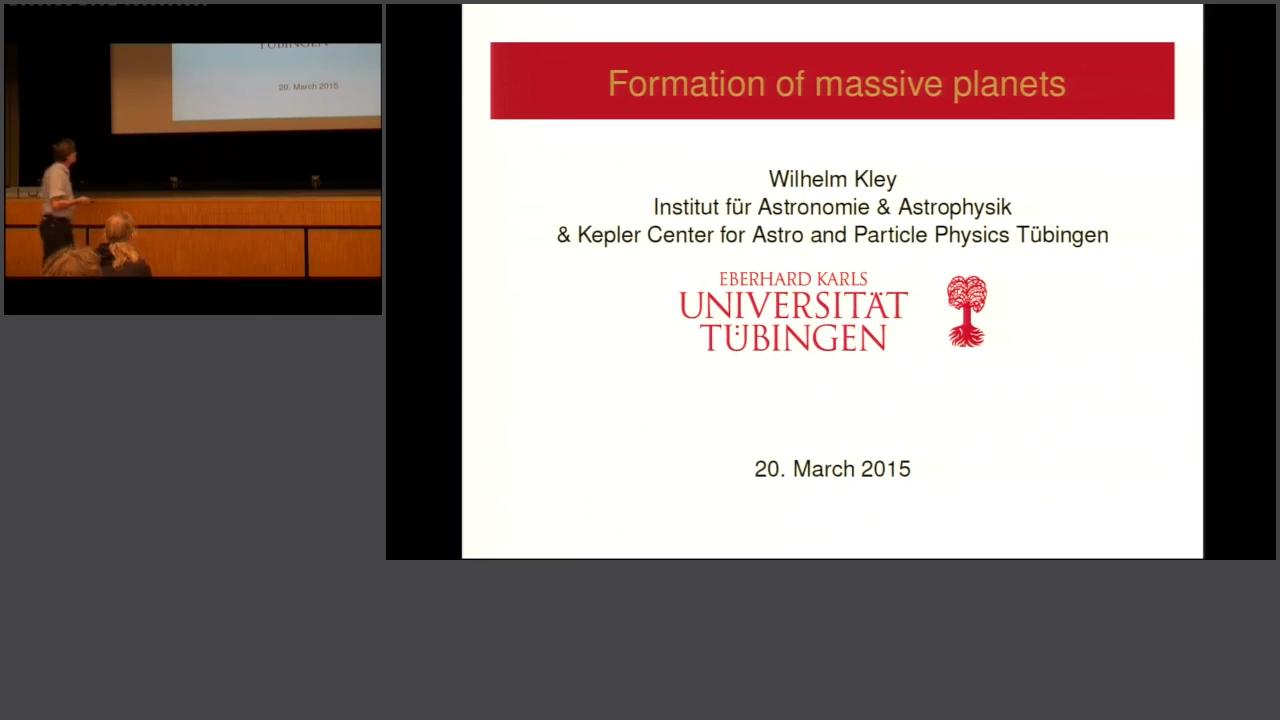 TÜBINGEN
20. March 2015
Formation of massive planets
Wilhelm Kley
Institut für Astronomie & Astrophysik
& Kepler Center for Astro and Particle Physics Tübingen
EBERHARD KARLS
UNIVERSITÄT
TÜBINGEN
20. March 2015